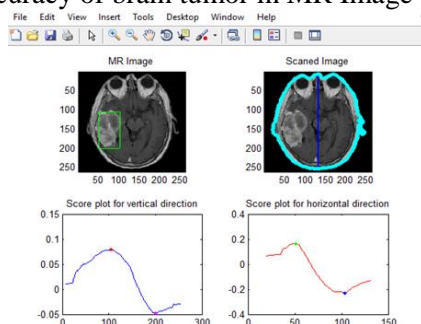 curacy of brain tumor in MR Image
File Edit View Insert Tools Desktop Window Help
MR Image
50
100
150
200
250
50 100 150 200 250
Scaned Image
50
100
150
200
250
50 100 150 200 250
Score plot for vertical direction
0.15
0.1
0.05
0
-0.05
0 100 200 300
Score plot for horizontal direction
0.4
0.2
0
-0.2
-0.4
0 50 100 150